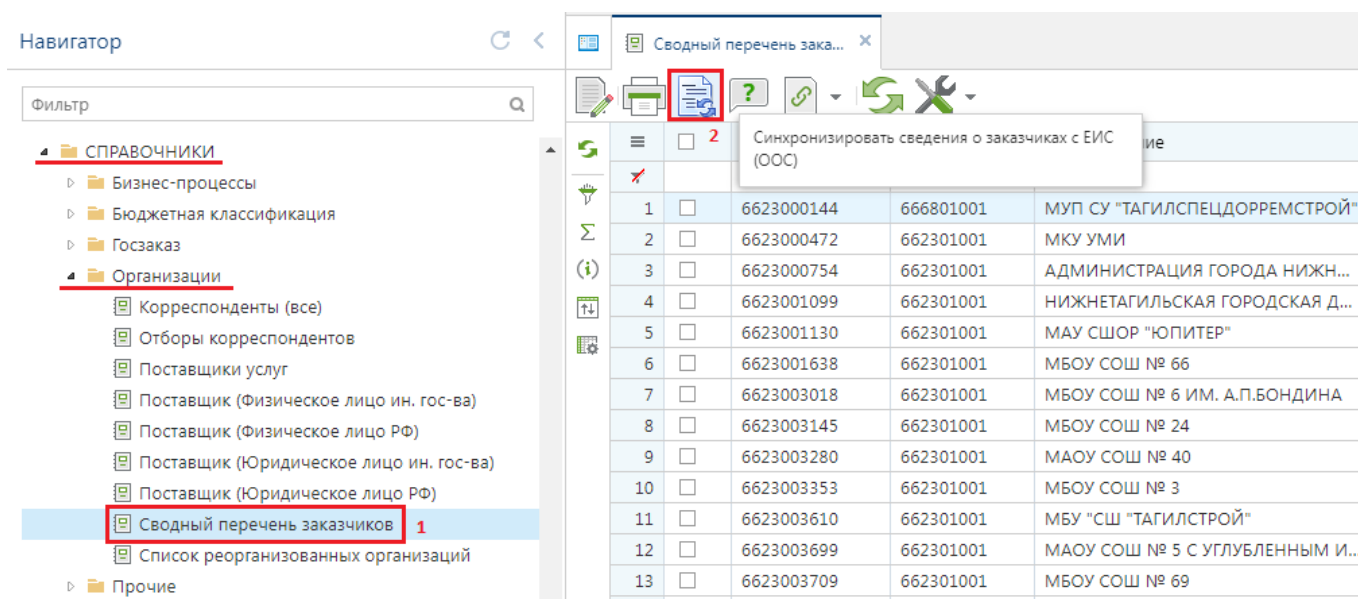 Навигатор
Фильтр
СПРАВОЧНИКИ
Бизнес-процессы
Бюджетная классификация
Госзаказ
Организации
Корреспонденты (все)
Отборы корреспондентов
Поставщики услуг
Поставщик (Физическое лицо ин. гос-ва)
Поставщик (Физическое лицо РФ)
Поставщик (Юридическое лицо ин. гос-ва)
Поставщик (Юридическое лицо РФ)
Сводный перечень заказчиков 1
Список реорганизованных организаций
Прочие
Сводный перечень зака...
2
Синхронизировать сведения о заказчиках с ЕИС
(ООС)
ие
1 6623000144 666801001 МУП СУ "ТАГИЛСПЕЦДОРРЕМСТРОЙ"
2 6623000472 662301001 МКУ УМИ
3 6623000754 662301001 АДМИНИСТРАЦИЯ ГОРОДА НИЖН...
4 6623001099 662301001 НИЖНЕТАГИЛЬСКАЯ ГОРОДСКАЯ Д...
5 6623001130 662301001 МАУ СШОР "ЮПИТЕР"
6 6623001638 662301001 МБОУ СОШ № 66
7 6623003018 662301001 МБОУ СОШ № 6 ИМ. А.П.БОНДИНА
8 6623003145 662301001 МБОУ СОШ № 24
9 6623003280 662301001 МАОУ СОШ № 40
10 6623003353 662301001 МБОУ СОШ № 3
11 6623003610 662301001 МБУ "СШ "ТАГИЛСТРОЙ"
12 6623003699 662301001 МАОУ СОШ № 5 С УГЛУБЛЕННЫМ И...
13 6623003709 662301001 МБОУ СОШ № 69